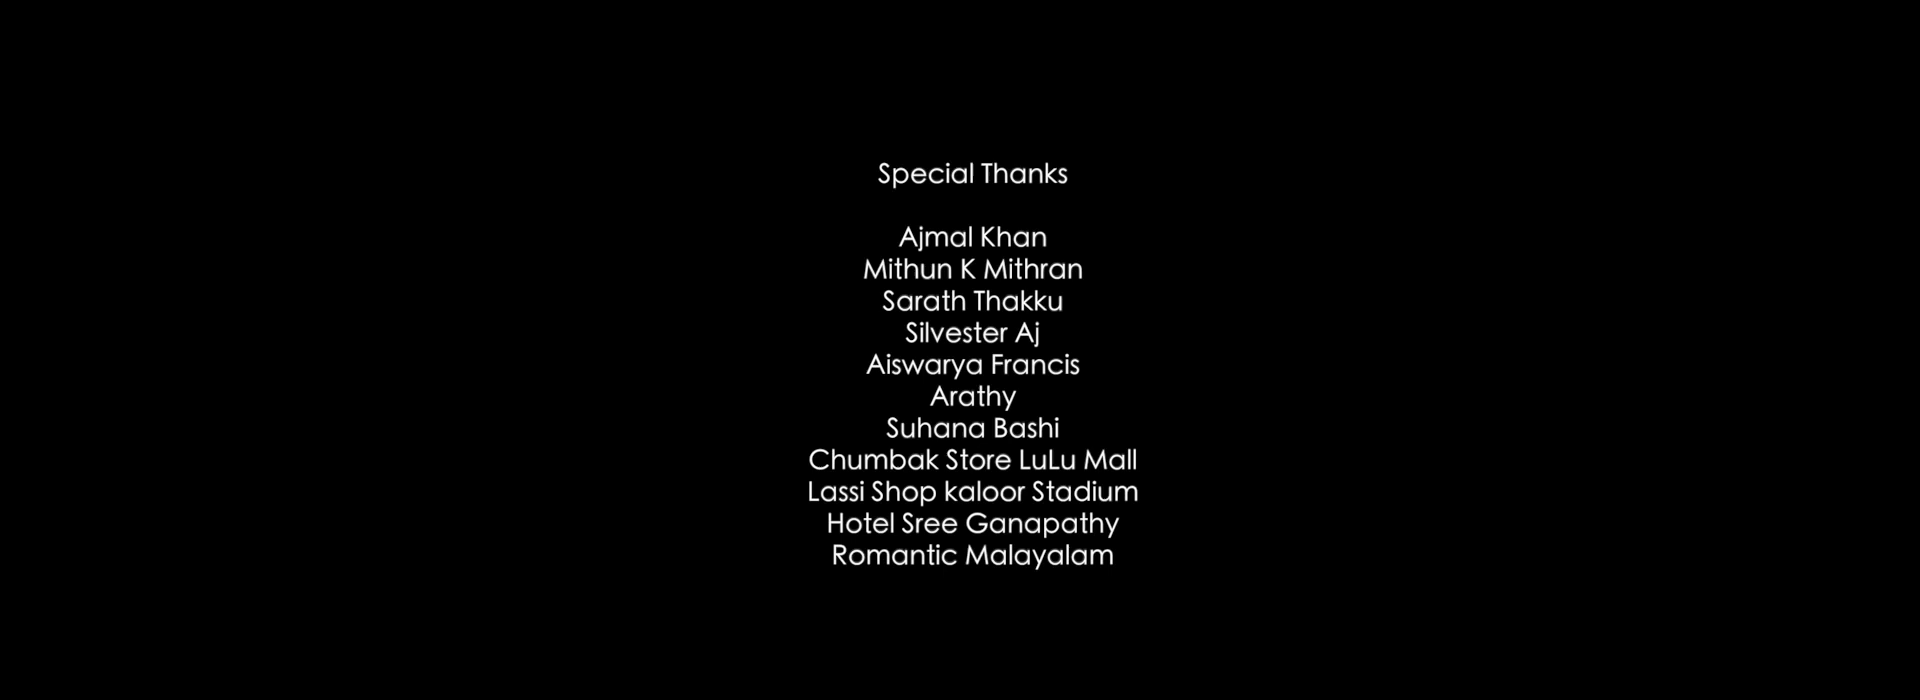 Special Thanks
Ajmal Khan
Mithun K Mithran
Sarath Thakku
Silvester Aj
Aiswarya Francis
Arathy
Suhana Bashi
Chumbak Store LuLu Mall
Lassi Shop kaloor Stadium
Hotel Sree Ganapathy
Romantic Malayalam